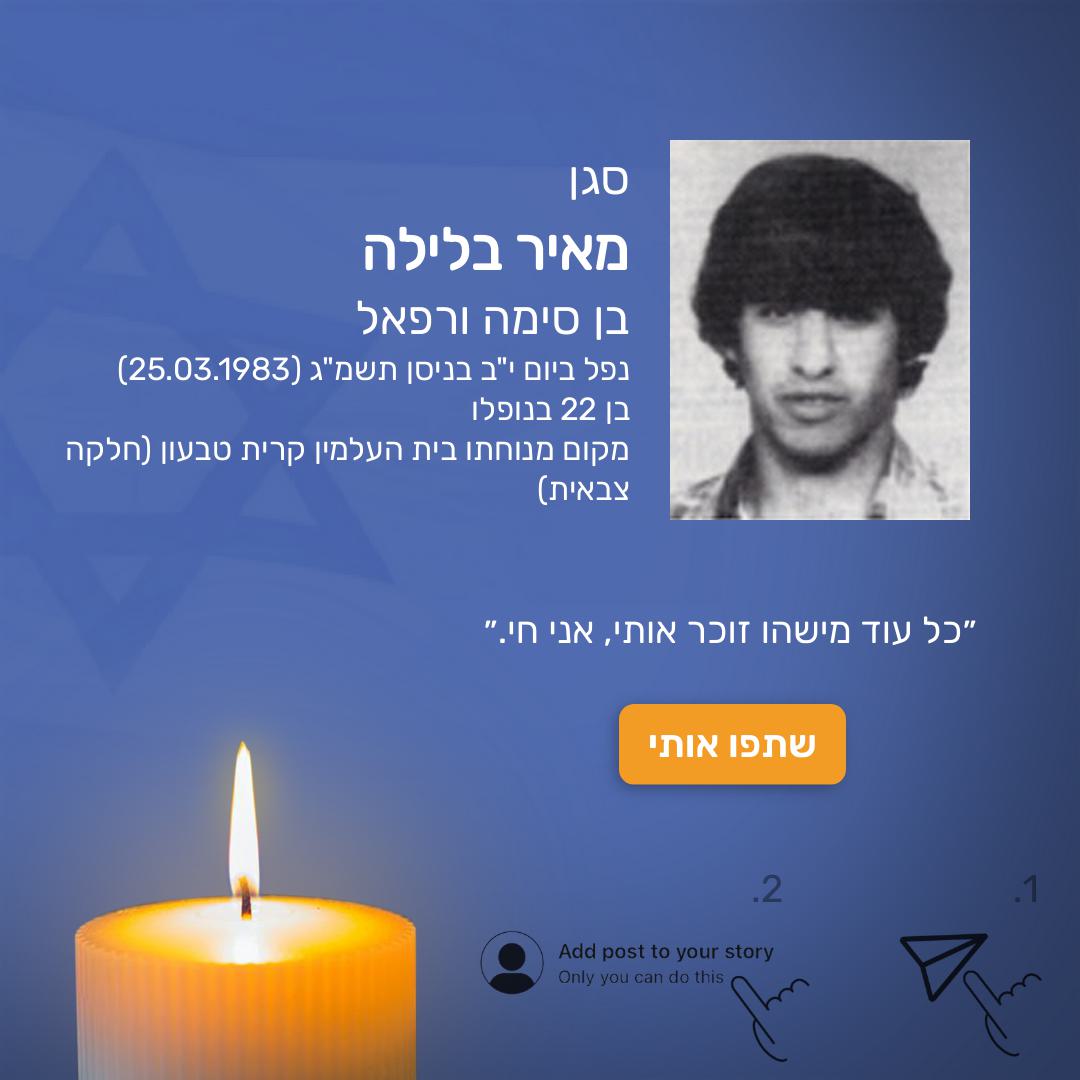 סגן
מאיר בלילה
בן סימה ורפאל
נפל ביום י"ב בניסן תשמ"ג (25.03.1983)
בן 22 בנופלו
מקום מנוחתו בית העלמין קרית טבעון (חלקה
צבאית)
״כל עוד מישהו זוכר אותי, אני חי.״
שתפו אותי
1.
2.
Add post to your story
Only you can do this